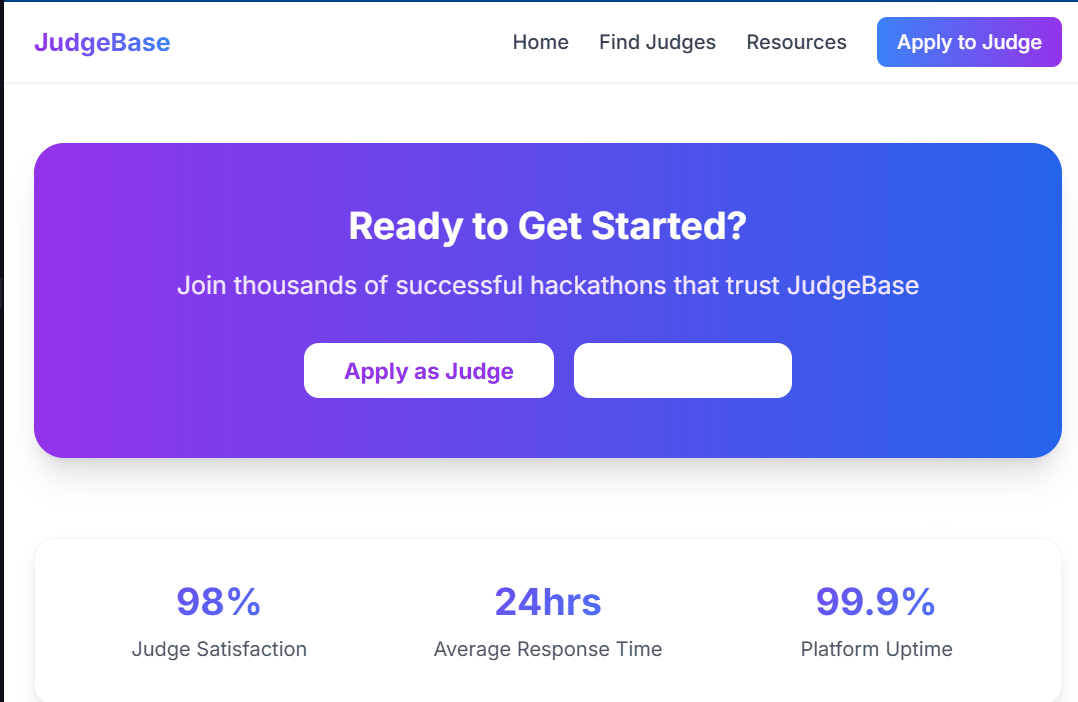 JudgeBase
Home
Find Judges
Resources
Apply to Judge
Ready to Get Started?
Join thousands of successful hackathons that trust JudgeBase
Apply as Judge
98%
24hrs
99.9%
Judge Satisfaction
Average Response Time
Platform Uptime